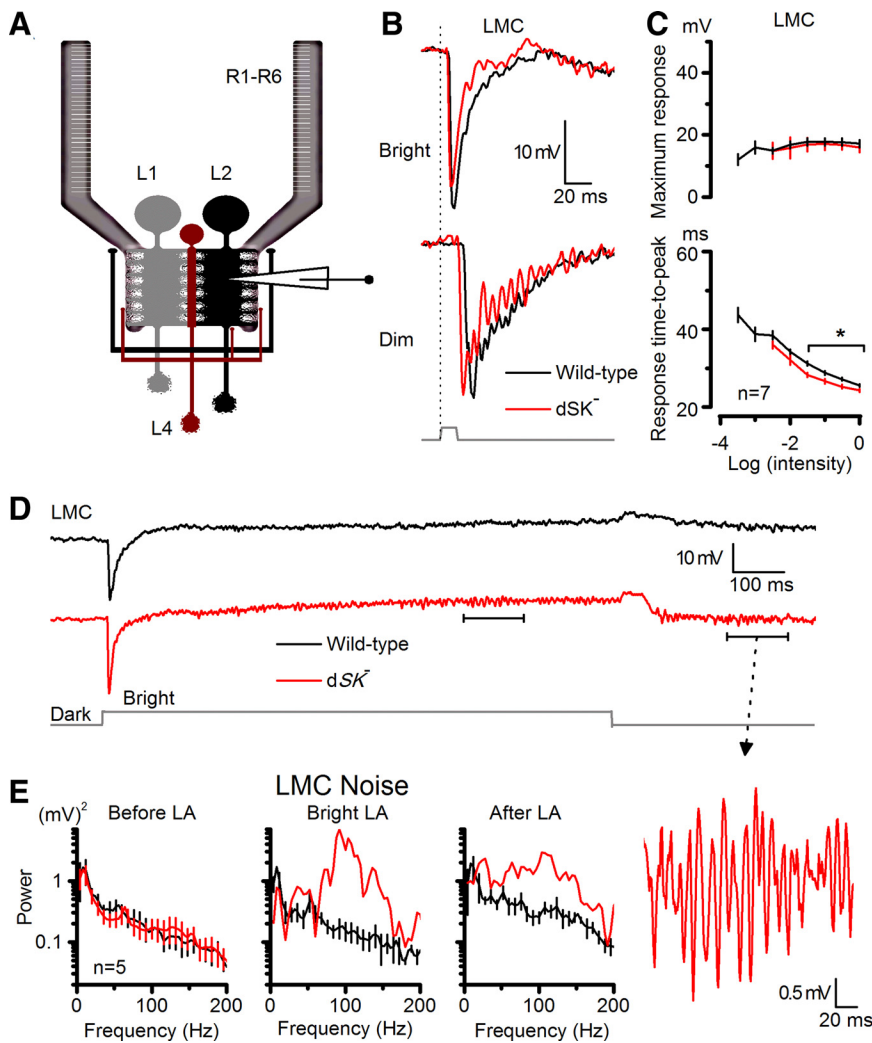 A
R1-R6
L1
L2
L4
B
LMC
Bright
10 mV
20 ms
Dim
Wild-type
dSK-
C
LMC
mV
40
20
0
Maximum response
ms
60
40
20
Response time-to-peak
*
n=7
-4
-2
0
Log (intensity)
D
LMC
10 mV
100 ms
Wild-type
dSK-
Bright
Dark
E
LMC Noise
(mV)2
Before LA
Bright LA
After LA
1
0.1
Power
n=5
0
100
200
0
100
200
0
100
200
Frequency (Hz)
Frequency (Hz)
Frequency (Hz)
0.5 mV
20 ms